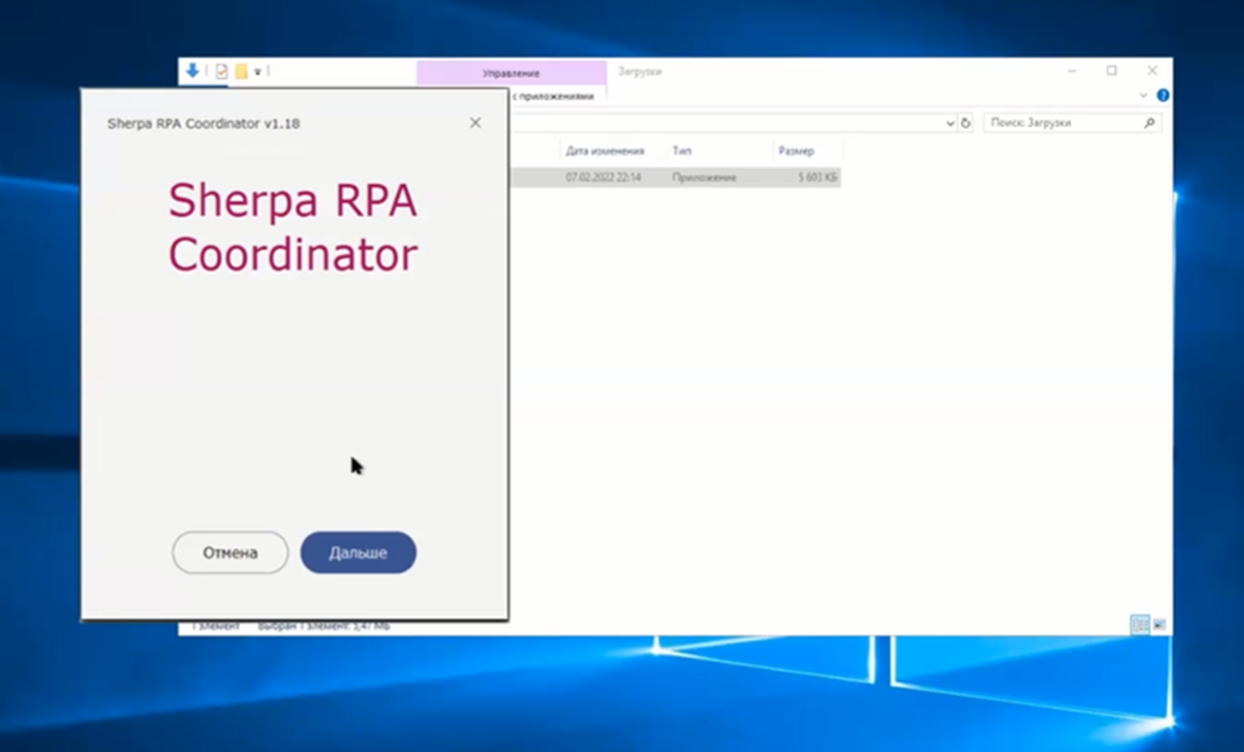 Управление
Загрузки
с приложениями
Поиск: Загрузки
Дата изменения
Тип
Размер
07.02.2022 22:14
Приложение
5 603 КБ
Sherpa RPA Coordinator v1.18
Sherpa RPA
Coordinator
Отмена
Дальше
1 элемент
Выбран 1 элемент: 5,47 МБ